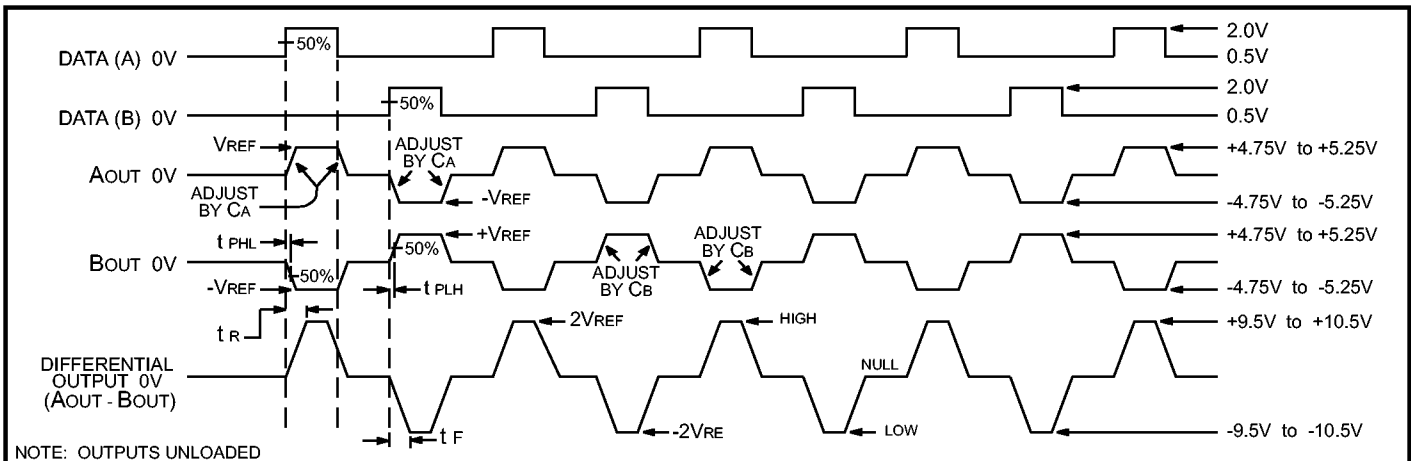 DATA (A) 0V
50%
2.0V
0.5V
DATA (B) 0V
50%
2.0V
0.5V
VREF
AOUT 0V
ADJUST
BY CA
ADJUST
BY CA
-VREF
+4.75V to +5.25V
-4.75V to -5.25V
t PHL
BOUT 0V
-VREF
50%
+VREF
50%
t PLH
ADJUST
BY CB
ADJUST
BY CB
+4.75V to +5.25V
-4.75V to -5.25V
t R
DIFFERENTIAL
OUTPUT 0V
(AOUT - BOUT)
2VREF
HIGH
NULL
+9.5V to +10.5V
t F
-2VRE
LOW
-9.5V to -10.5V
NOTE: OUTPUTS UNLOADED